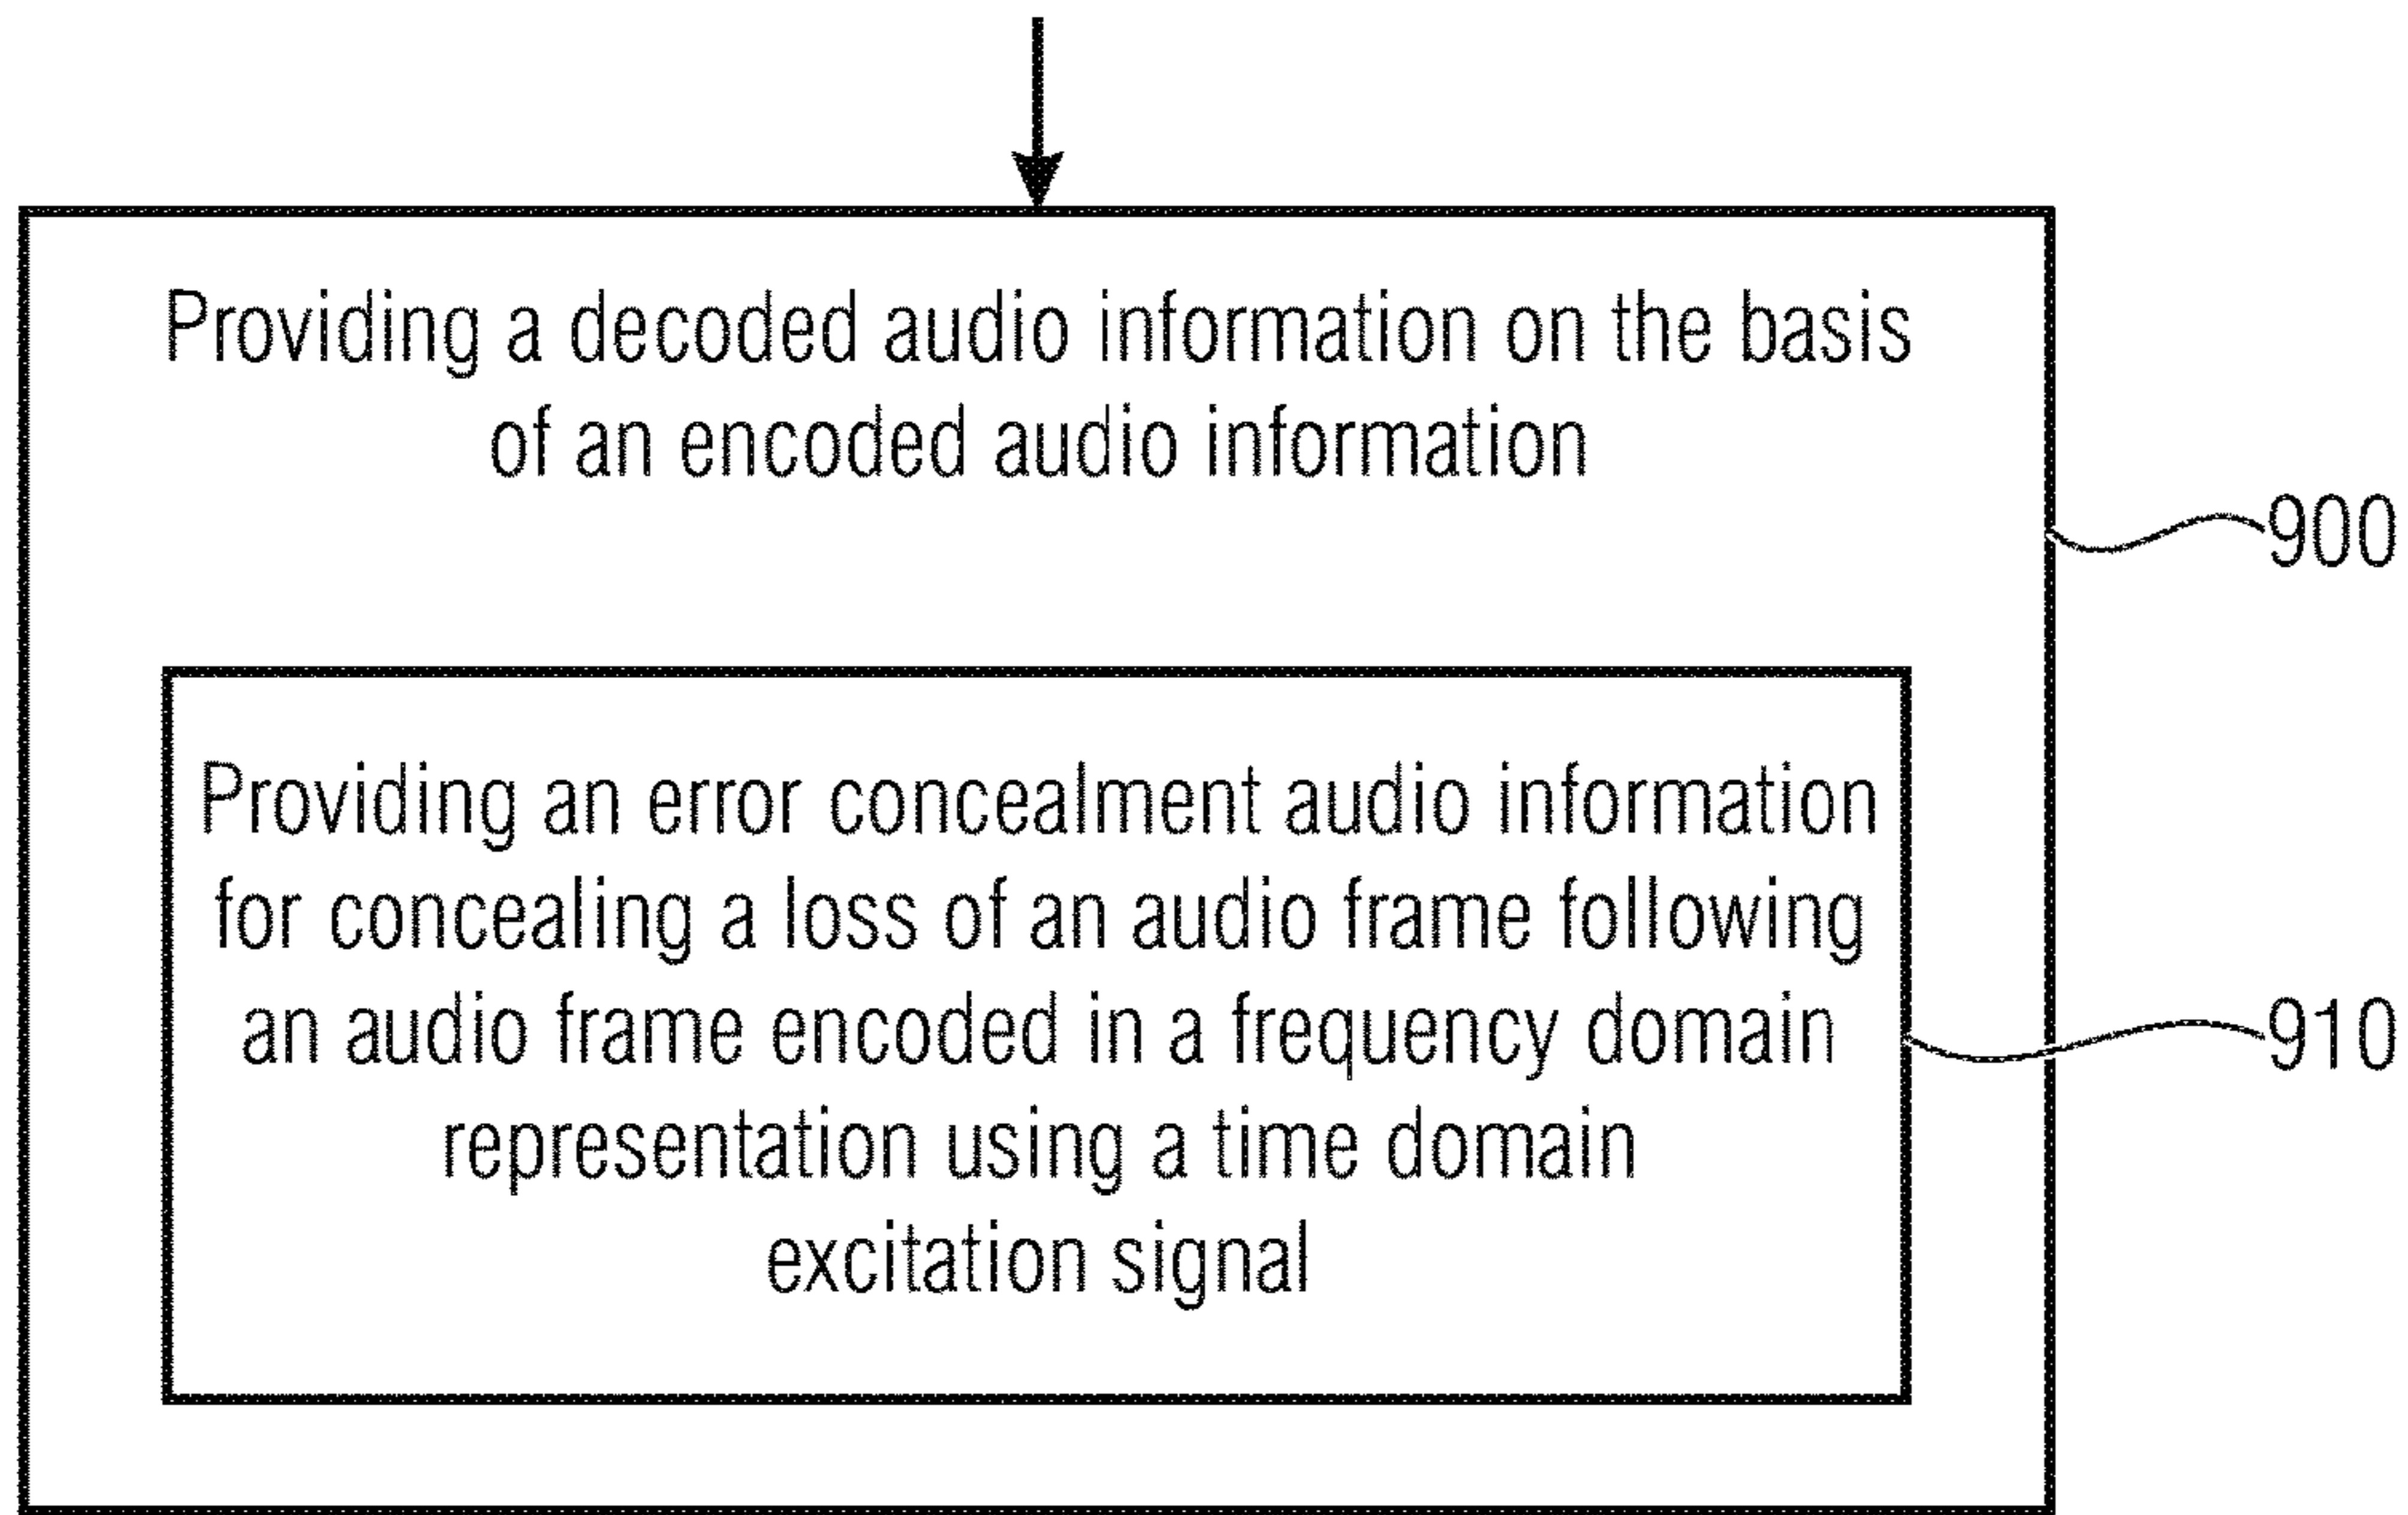 Providing a decoded audio information on the basis
of an encoded audio information
900
Providing an error concealment audio information
for concealing a loss of an audio frame following
an audio frame encoded in a frequency domain
representation using a time domain
excitation signal
910